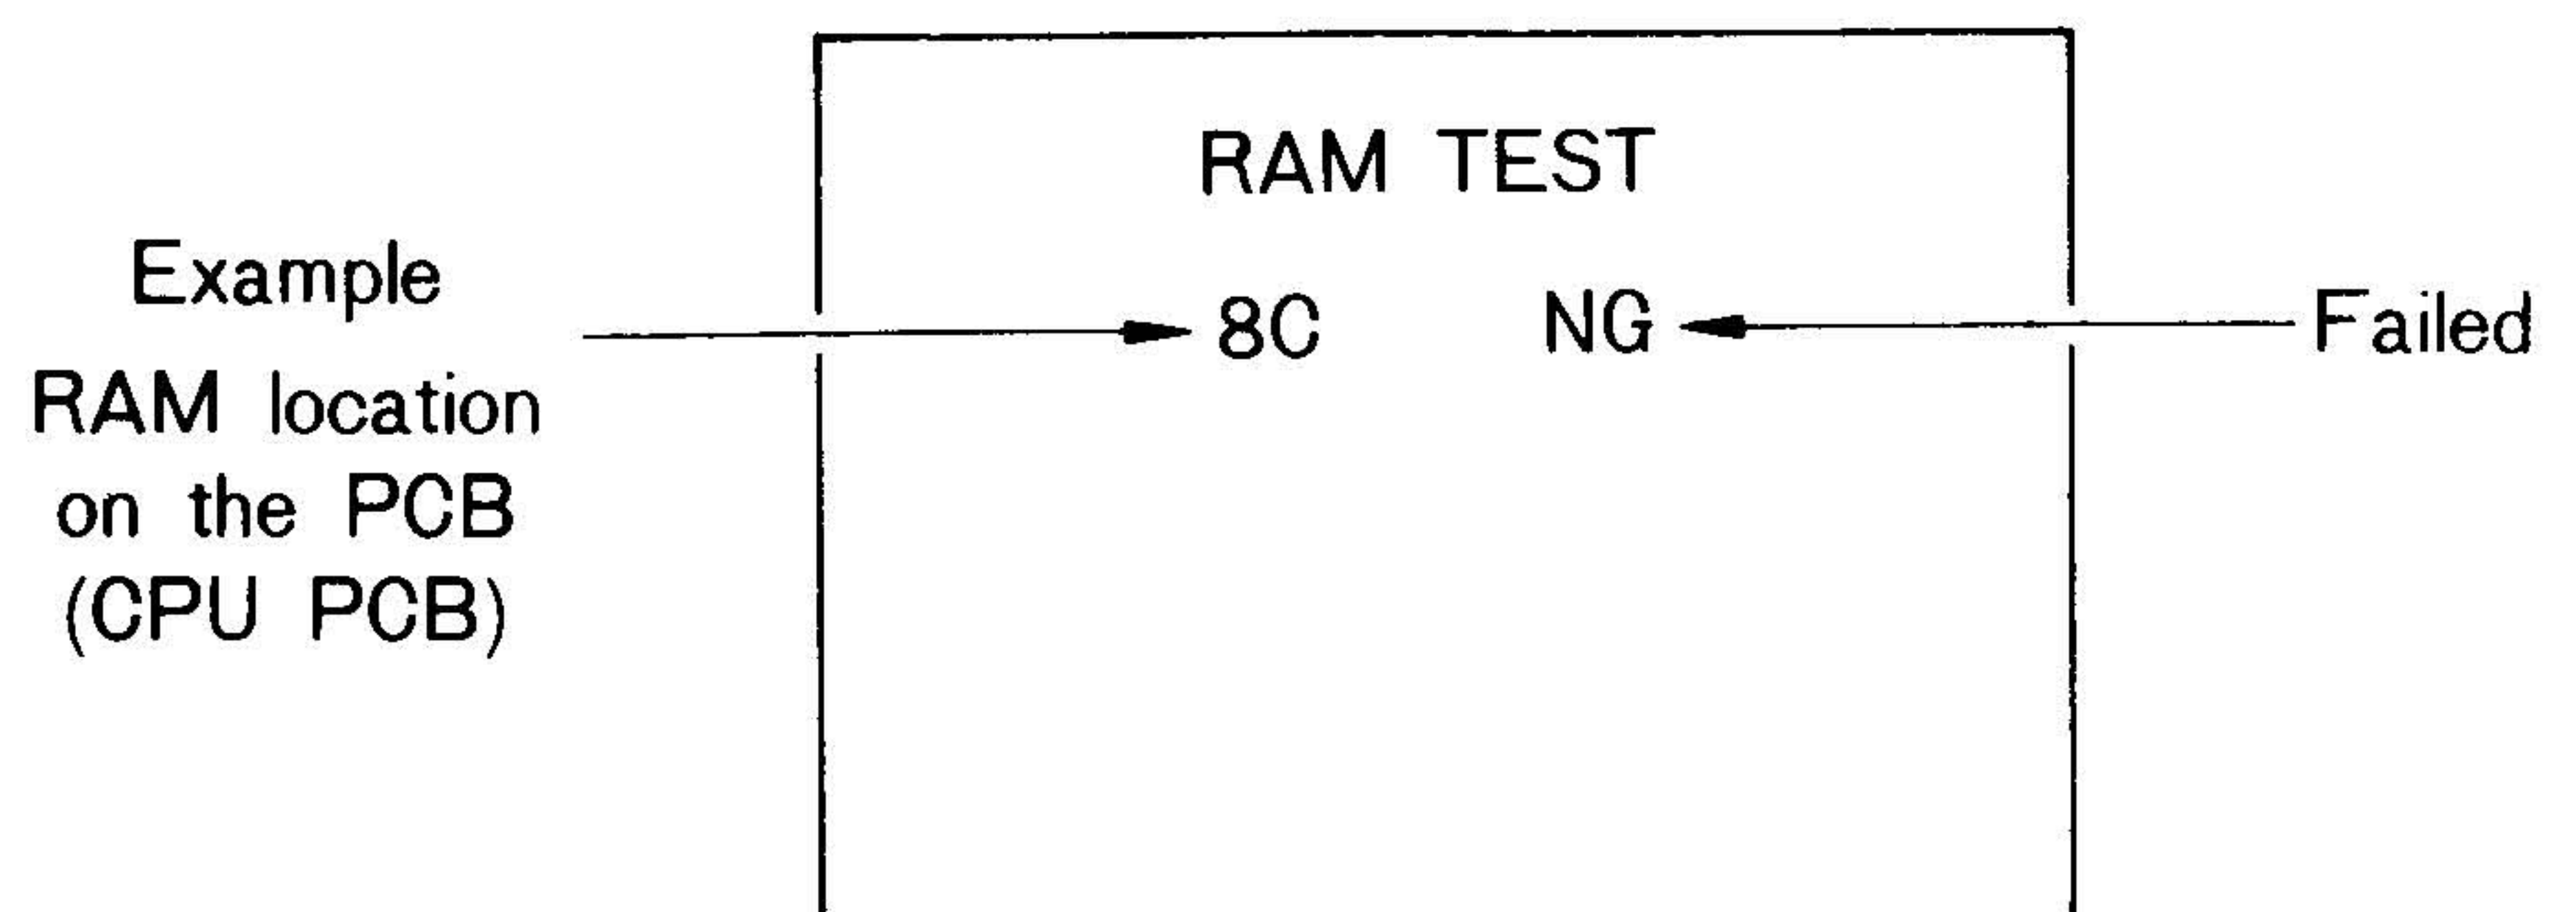 RAM TEST
Example
8C NG
Failed
RAM location
on the PCB
(CPU PCB)